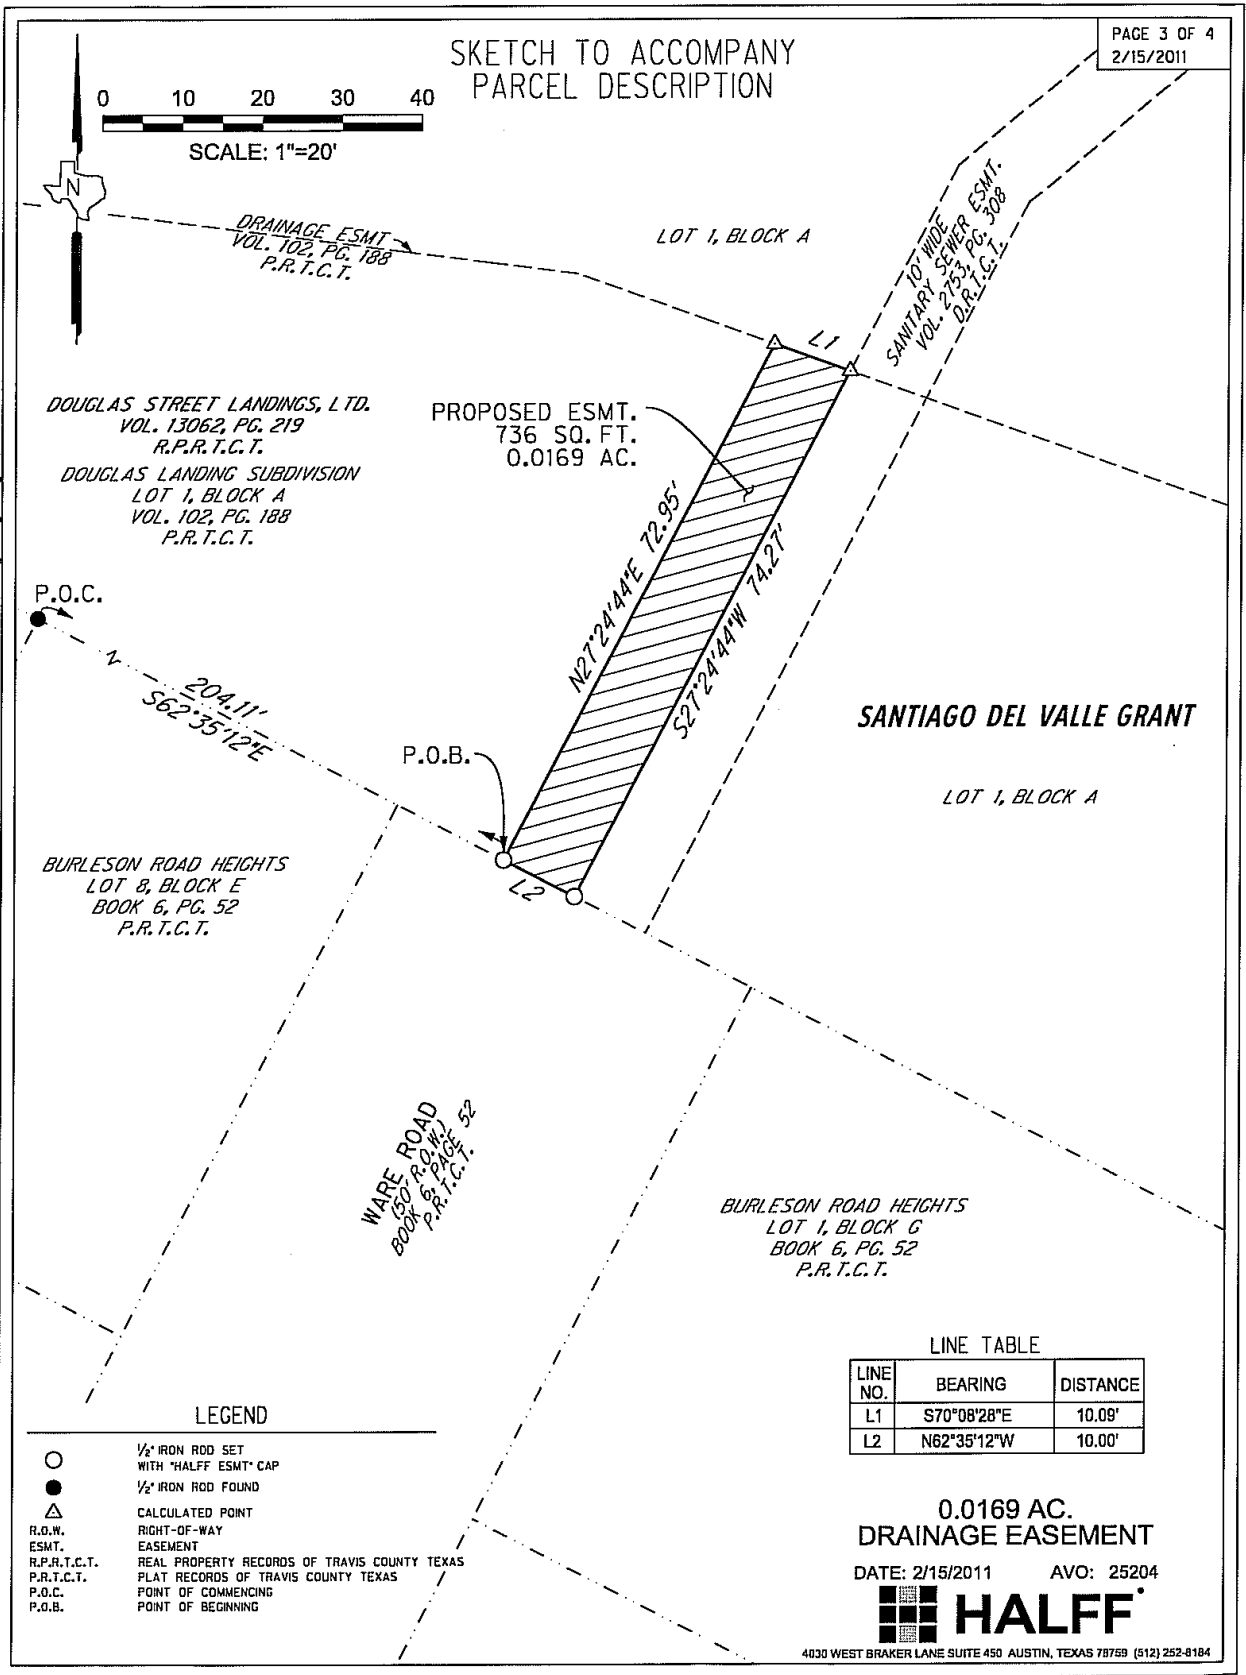 PAGE 3 OF 4
2/15/2011
SKETCH TO ACCOMPANY
PARCEL DESCRIPTION
0 10 20 30 40
SCALE: 1"=20'
N
DRAINAGE ESMT
VOL. 102, PG. 188
P.R.T.C.T.
LOT 1, BLOCK A
10' WIDE
SANITARY SEWER ESMT.
VOL. 2753, PG. 308
D.R.T.C.T.
L1
DOUGLAS STREET LANDINGS, LTD.
VOL. 13062, PG. 219
R.P.R.T.C.T.
DOUGLAS LANDING SUBDIVISION
LOT 1, BLOCK A
VOL. 102, PG. 188
P.R.T.C.T.
PROPOSED ESMT.
736 SQ. FT.
0.0169 AC.
N27°24'44"E 72.95'
S27°24'44"W 74.27'
P.O.C.
204.11'
S62°35'12"E
P.O.B.
L2
SANTIAGO DEL VALLE GRANT
LOT 1, BLOCK A
BURLESON ROAD HEIGHTS
LOT 8, BLOCK E
BOOK 6, PG. 52
P.R.T.C.T.
WARE ROAD
(50' R.O.W.)
BOOK 6, PAGE 52
P.R.T.C.T.
BURLESON ROAD HEIGHTS
LOT 1, BLOCK G
BOOK 6, PG. 52
P.R.T.C.T.
LINE TABLE
LINE NO. BEARING DISTANCE
L1 S70°08'28"E 10.09'
L2 N62°35'12"W 10.00'
LEGEND
1/2" IRON ROD SET
WITH "HALFF ESMT" CAP
1/2" IRON ROD FOUND
CALCULATED POINT
R.O.W. RIGHT-OF-WAY
ESMT. EASEMENT
R.P.R.T.C.T. REAL PROPERTY RECORDS OF TRAVIS COUNTY TEXAS
P.R.T.C.T. PLAT RECORDS OF TRAVIS COUNTY TEXAS
P.O.C. POINT OF COMMENCING
P.O.B. POINT OF BEGINNING
0.0169 AC.
DRAINAGE EASEMENT
DATE: 2/15/2011 AVO: 25204
HALFF
4030 WEST BRAKER LANE SUITE 450 AUSTIN, TEXAS 78759 (512) 252-8184